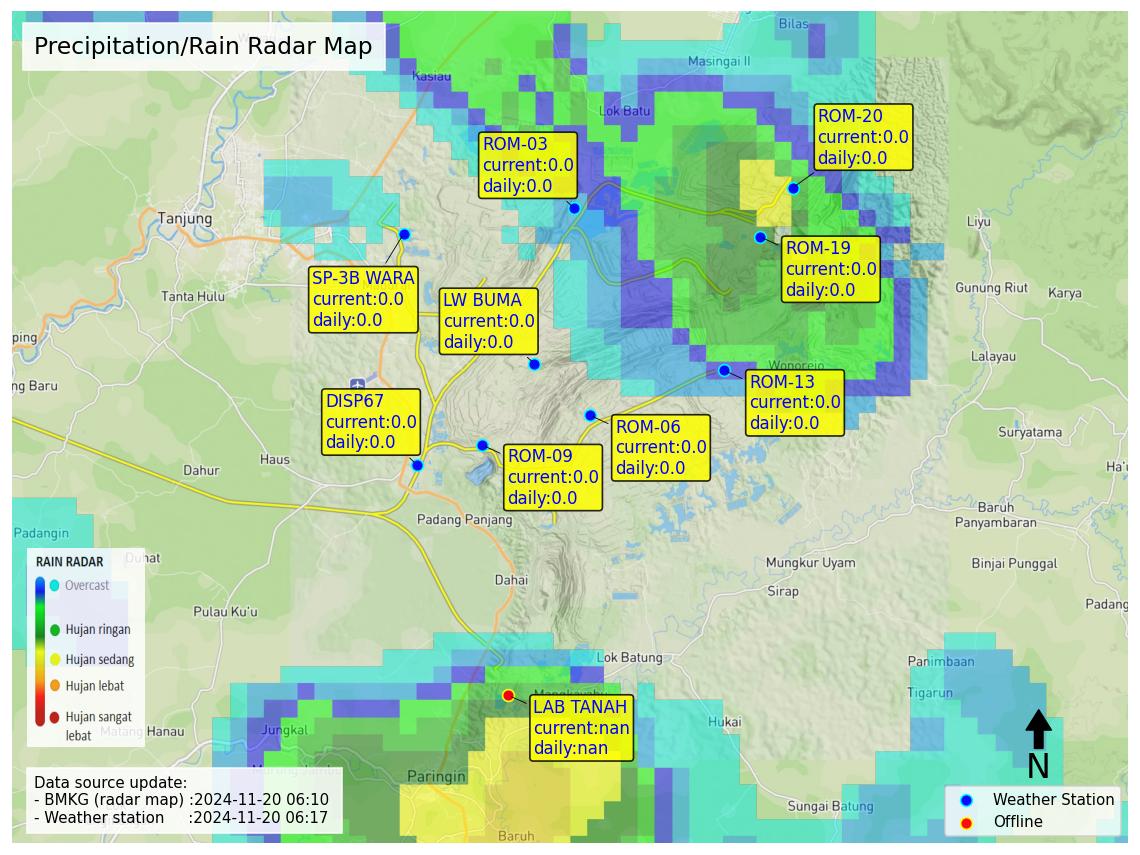 Precipitation/Rain Radar Map
Bilas
Masingai II
Kasiau
Lok Batu
ROM-20
current:0.0
daily:0.0
ROM-03
current:0.0
daily:0.0
Tanjung
Liyu
ROM-19
current:0.0
daily:0.0
SP-3B WARA
current:0.0
daily:0.0
Tanta Hulu
LW BUMA
current:0.0
daily:0.0
Gunung Riut
Karya
ping
Lalayau
Wonorejo
ng Baru
ROM-13
current:0.0
daily:0.0
DISP67
current:0.0
daily:0.0
ROM-06
current:0.0
daily:0.0
Suryatama
ROM-09
current:0.0
daily:0.0
Haus
Dahur
Ha'u
Baruh
Panyambaran
Padang Panjang
Padangin
Duhat
Mungkur Uyam
Binjai Punggal
Dahai
Sirap
Padang
Pulau Ku'u
RAIN RADAR
Overcast
Hujan ringan
Hujan sedang
Hujan lebat
Hujan sangat
lebat
Lok Batung
Panimbaan
Tigarun
LAB TANAH
current:nan
daily:nan
Hukai
Matang Hanau
Jungkal
Paringin
Sungai Batung
Baruh
N
Data source update:
- BMKG (radar map) :2024-11-20 06:10
- Weather station :2024-11-20 06:17
Weather Station
Offline